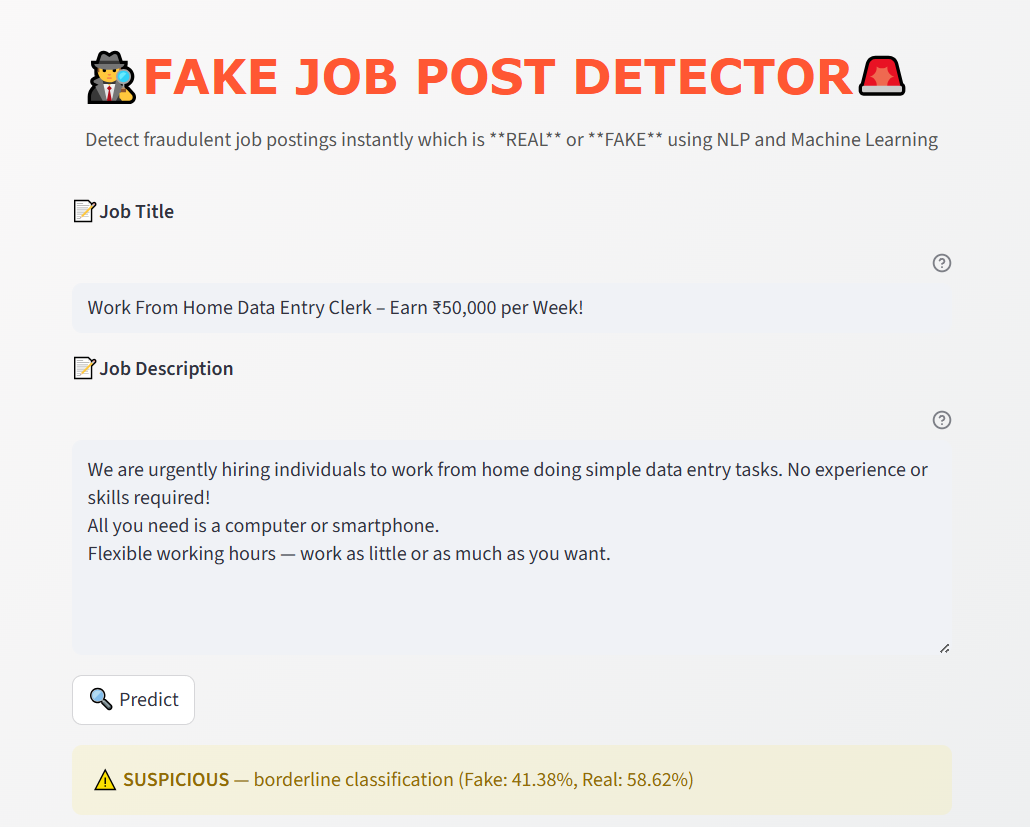 🕵️FAKE JOB POST DETECTOR🚨
Detect fraudulent job postings instantly which is **REAL** or **FAKE** using NLP and Machine Learning
📝Job Title
Work From Home Data Entry Clerk – Earn ₹50,000 per Week!
📝Job Description
We are urgently hiring individuals to work from home doing simple data entry tasks. No experience or
skills required!
All you need is a computer or smartphone.
Flexible working hours — work as little or as much as you want.
🔍 Predict
⚠️ SUSPICIOUS — borderline classification (Fake: 41.38%, Real: 58.62%)